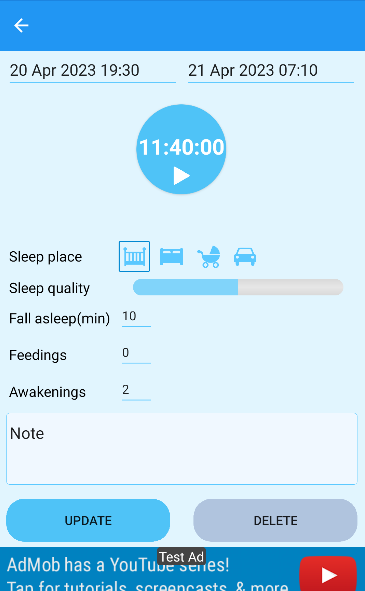 20 Apr 2023 19:30
21 Apr 2023 07:10
11:40:00
Sleep place
Sleep quality
Fall asleep(min) 10
Feedings 0
Awakenings 2
Note
UPDATE
DELETE
Test Ad
AdMob has a YouTube series!
Tap for tutorials, screencasts, & more